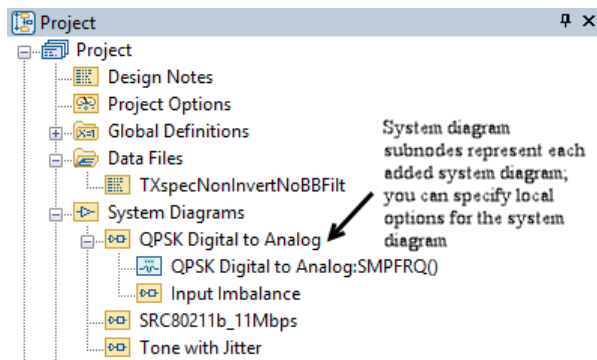 Project
Project
Design Notes
Project Options
Global Definitions
Data Files
TXspecNonInvertNoBBFilt
System Diagrams
QPSK Digital to Analog
QPSK Digital to Analog:SMPFRQ()
Input Imbalance
SRC80211b_11Mbps
Tone with Jitter
System diagram
subnodes represent each
added system diagram;
you can specify local
options for the system
diagram